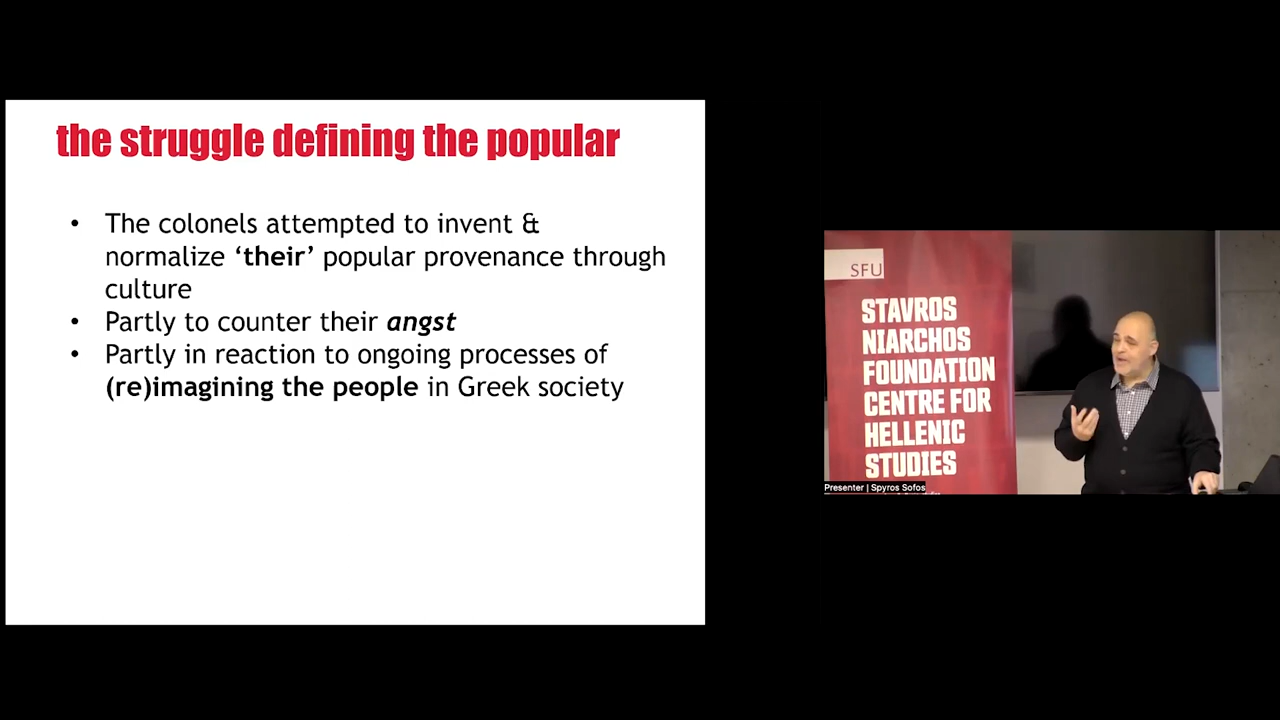 the struggle defining the popular
• The colonels attempted to invent &
normalize ‘their’ popular provenance through
culture
• Partly to counter their angst
• Partly in reaction to ongoing processes of
(re)imagining the people in Greek society
SFU
STAVROS
NIARCHOS
FOUNDATION
CENTRE FOR
HELLENIC
STUDIES
Presenter | Spyros Sofos